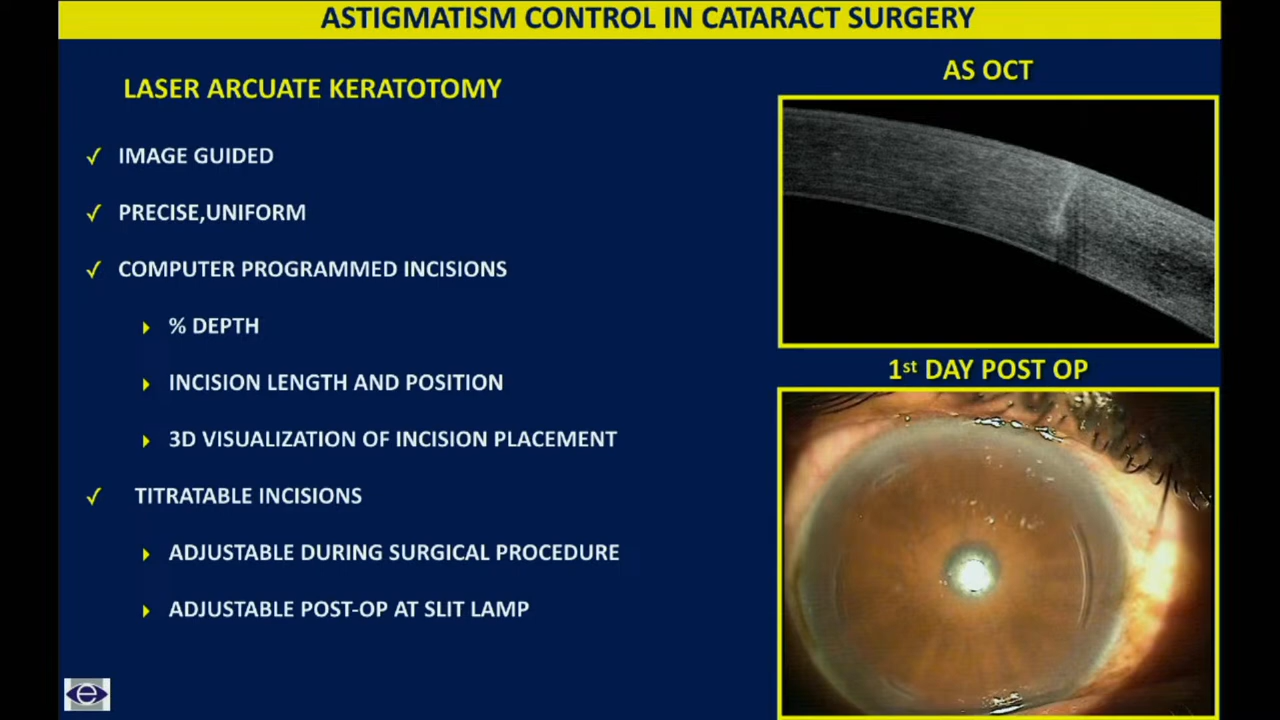 ASTIGMATISM CONTROL IN CATARACT SURGERY
LASER ARCUATE KERATOTOMY
✓ IMAGE GUIDED
✓ PRECISE,UNIFORM
✓ COMPUTER PROGRAMMED INCISIONS
% DEPTH
INCISION LENGTH AND POSITION
3D VISUALIZATION OF INCISION PLACEMENT
✓ TITRATABLE INCISIONS
ADJUSTABLE DURING SURGICAL PROCEDURE
ADJUSTABLE POST-OP AT SLIT LAMP
AS OCT
1st DAY POST OP
e